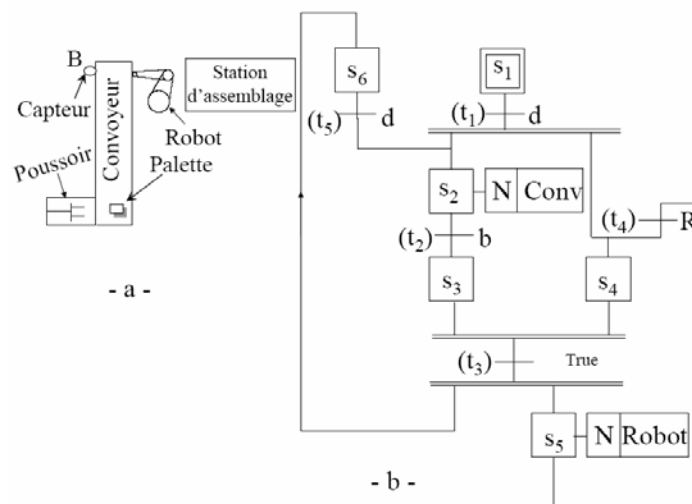 B
Capteur
Poussoir
Convoyeur
Robot
Palette
Station
d'assemblage
- a -
s6
(t5) d
s1
(t1) d
s2 N Conv
(t2) b
s3
(t4) R
s4
(t3) True
s5 N Robot
- b -